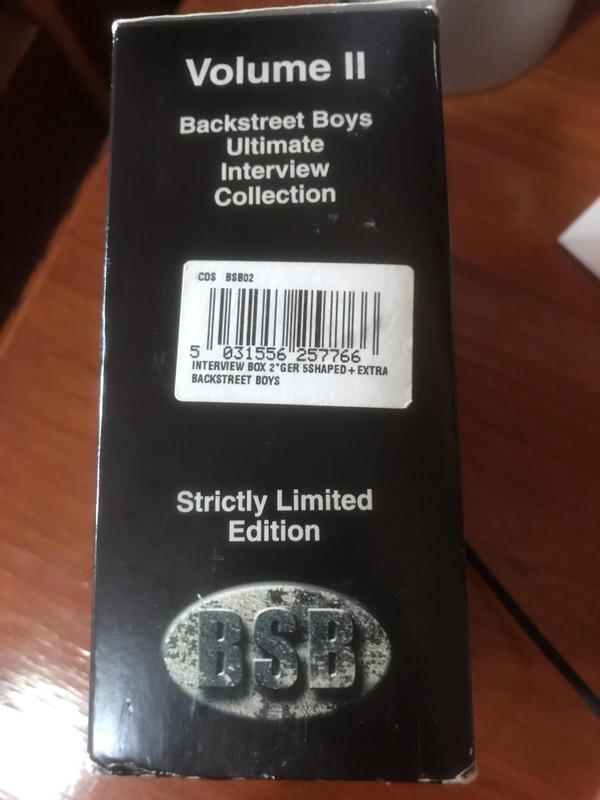 Volume II
Backstreet Boys
Ultimate
Interview
Collection
CDS BSB02
5 031556 257766
INTERVIEW BOX 2*GER 5SHAPED+EXTRA
BACKSTREET BOYS
Strictly Limited
Edition
BSB